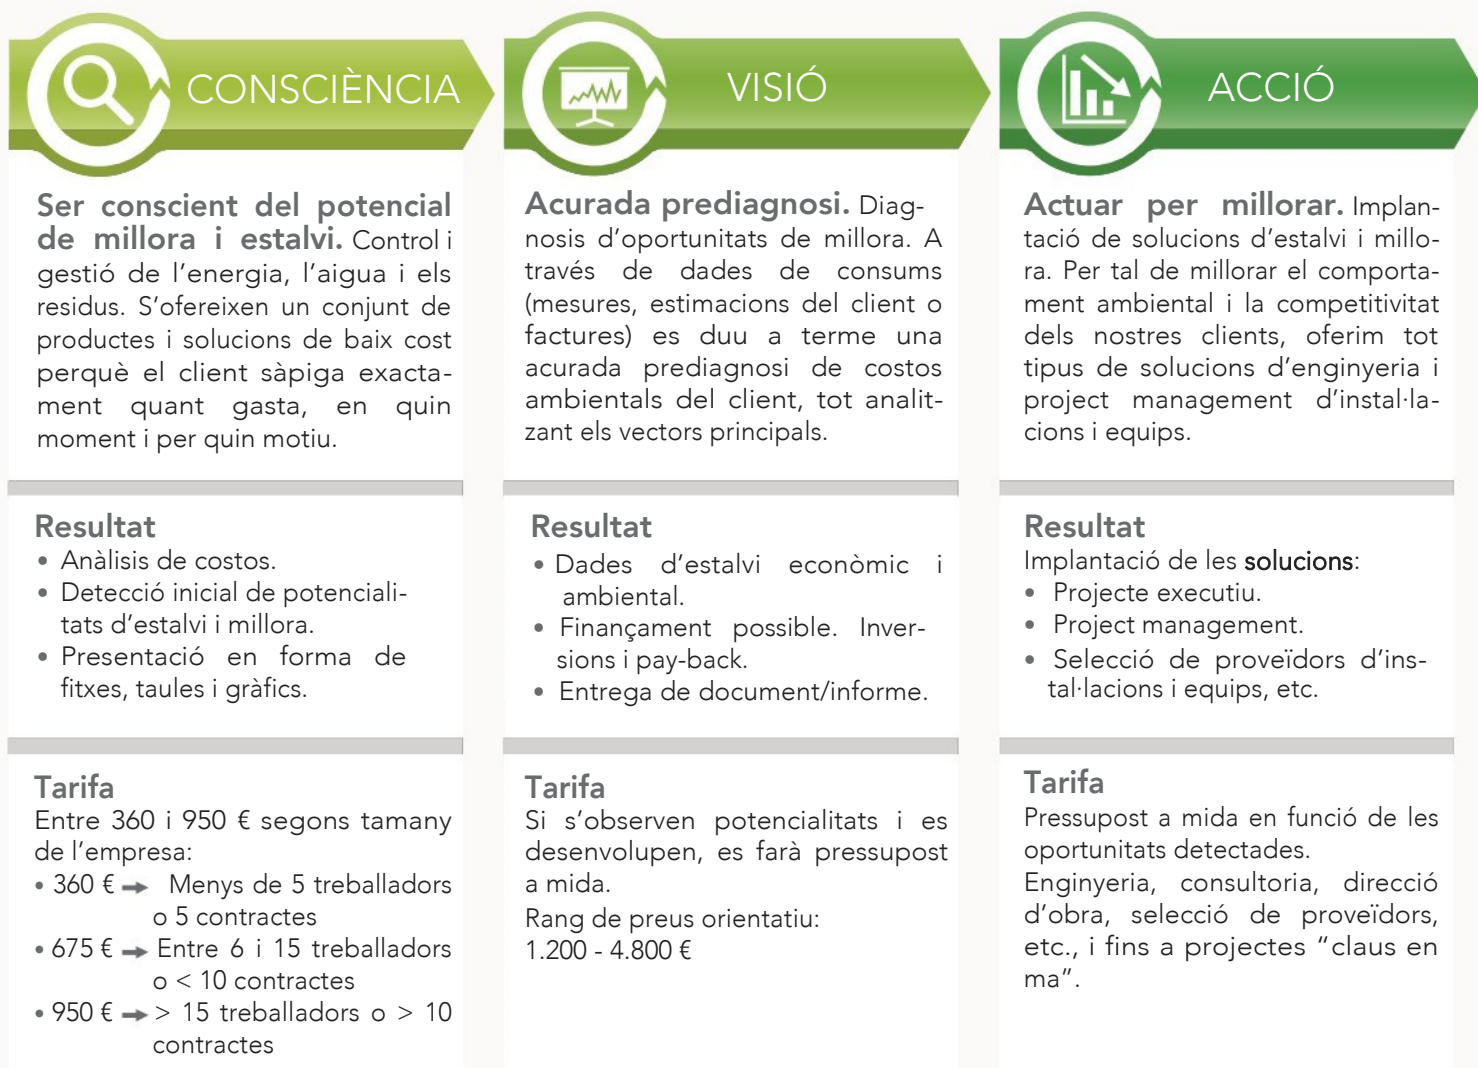 CONSCIÈNCIA
Ser conscient del potencial
de millora i estalvi. Control i
gestió de l'energia, l'aigua i els
residus. S'ofereixen un conjunt de
productes i solucions de baix cost
perquè el client sàpiga exacta-
ment quant gasta, en quin
moment i per quin motiu.
Resultat
• Anàlisis de costos.
• Detecció inicial de potenciali-
tats d'estalvi i millora.
• Presentació en forma de
fitxes, taules i gràfics.
Tarifa
Entre 360 i 950 € segons tamany
de l'empresa:
• 360 € → Menys de 5 treballadors
o 5 contractes
• 675 € → Entre 6 i 15 treballadors
o < 10 contractes
• 950 € → > 15 treballadors o > 10
contractes
VISIÓ
Acurada prediagnosi. Diag-
nosis d'oportunitats de millora. A
través de dades de consums
(mesures, estimacions del client o
factures) es duu a terme una
acurada prediagnosi de costos
ambientals del client, tot analit-
zant els vectors principals.
Resultat
• Dades d'estalvi econòmic i
ambiental.
• Finançament possible. Inver-
sions i pay-back.
• Entrega de document/informe.
Tarifa
Si s'observen potencialitats i es
desenvolupen, es farà pressupost
a mida.
Rang de preus orientatiu:
1.200 - 4.800 €
ACCIÓ
Actuar per millorar. Implan-
tació de solucions d'estalvi i millo-
ra. Per tal de millorar el comporta-
ment ambiental i la competitivitat
dels nostres clients, oferim tot
tipus de solucions d'enginyeria i
project management d'instal·la-
cions i equips.
Resultat
Implantació de les solucions:
• Projecte executiu.
• Project management.
• Selecció de proveïdors d'ins-
tal·lacions i equips, etc.
Tarifa
Pressupost a mida en funció de les
oportunitats detectades.
Enginyeria, consultoria, direcció
d'obra, selecció de proveïdors,
etc., i fins a projectes "claus en
ma".